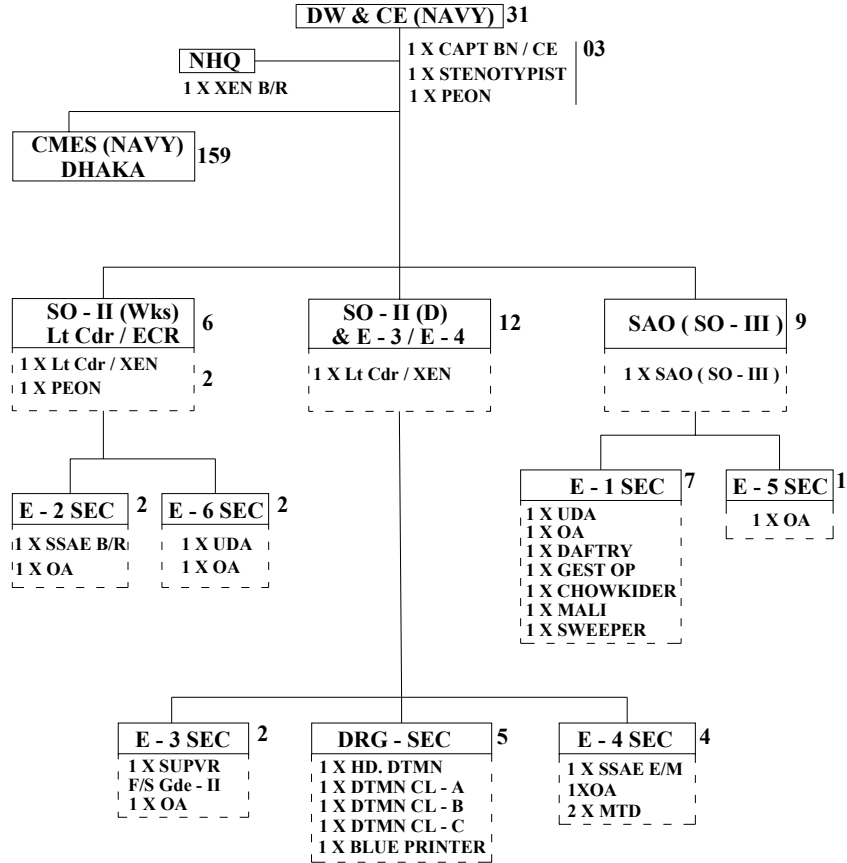 DW & CE (NAVY) 31
1 X CAPT BN / CE 03
1 X STENOTYPIST
1 X PEON
NHQ
1 X XEN B/R
CMES (NAVY)
DHAKA
159
SO - II (Wks)
Lt Cdr / ECR
6
1 X Lt Cdr / XEN
1 X PEON
2
SO - II (D)
& E - 3 / E - 4
12
1 X Lt Cdr / XEN
SAO ( SO - III ) 9
1 X SAO ( SO - III )
E - 2 SEC 2
1 X SSAE B/R
1 X OA
E - 6 SEC 2
1 X UDA
1 X OA
E - 1 SEC 7
1 X UDA
1 X OA
1 X DAFTRY
1 X GEST OP
1 X CHOWKIDER
1 X MALI
1 X SWEEPER
E - 5 SEC 1
1 X OA
E - 3 SEC 2
1 X SUPVR
F/S Gde - II
1 X OA
DRG - SEC 5
1 X HD. DTMN
1 X DTMN CL - A
1 X DTMN CL - B
1 X DTMN CL - C
1 X BLUE PRINTER
E - 4 SEC 4
1 X SSAE E/M
1XOA
2 X MTD